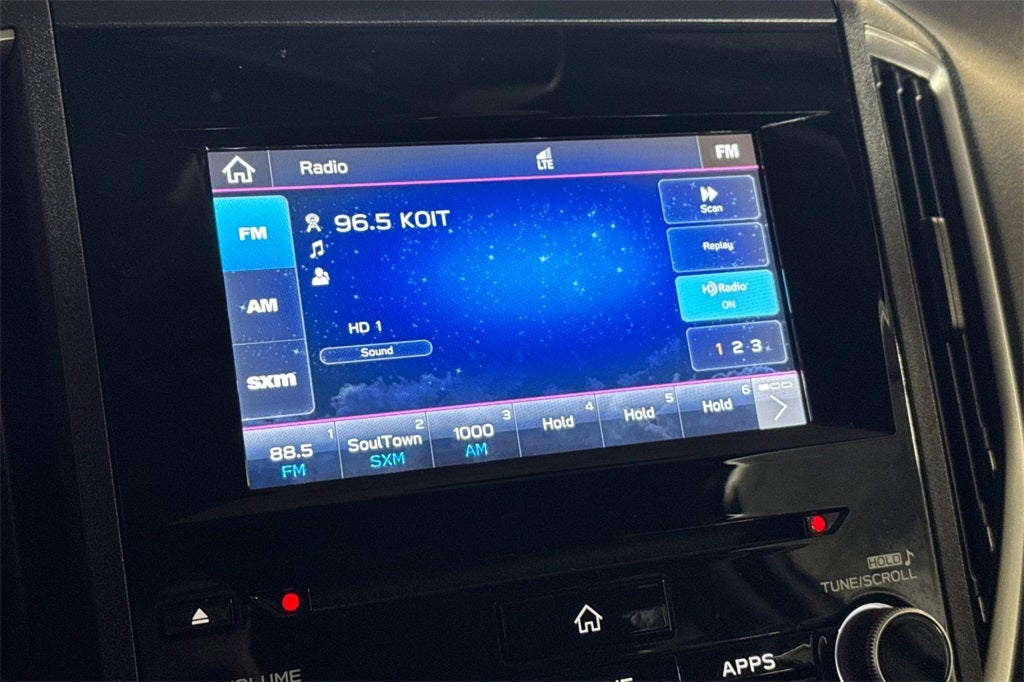 Radio
LTE
FM
FM
96.5 KOIT
Scan
Replay
AM
HD Radio
ON
HD 1
Sound
1 2 3
sxm
1
2
3
4
5
6
88.5
FM
SoulTown
SXM
1000
AM
Hold
Hold
Hold
HOLD
TUNE/SCROLL
VOLUME
APPS